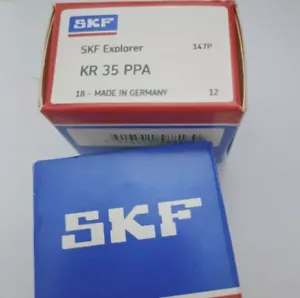 SKF
SKF Explorer 147P
KR 35 PPA
18 - MADE IN GERMANY 12
SKF